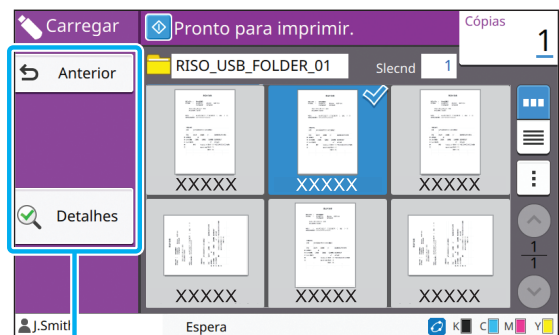 Carregar
Pronto para imprimir.
Cópias
1
Anterior
RISO_USB_FOLDER_01
Slecnd
1
XXXXX
XXXXX
XXXXX
Detalhes
1
1
XXXXX
XXXXX
XXXXX
J.Smitl
Espera
K
C
M
Y